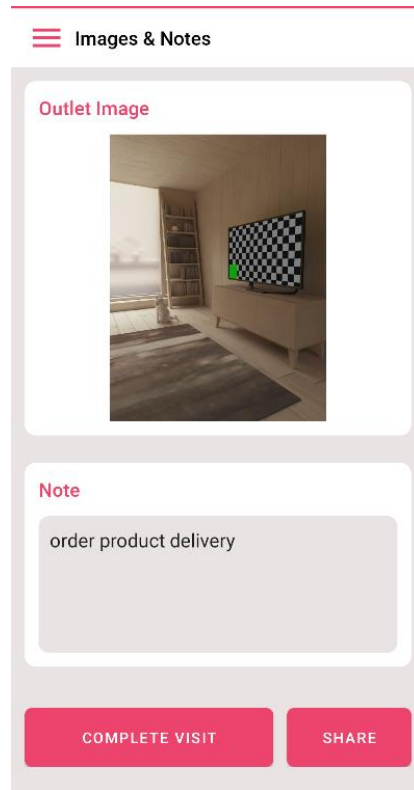 Images & Notes
Outlet Image
Note
order product delivery
COMPLETE VISIT
SHARE